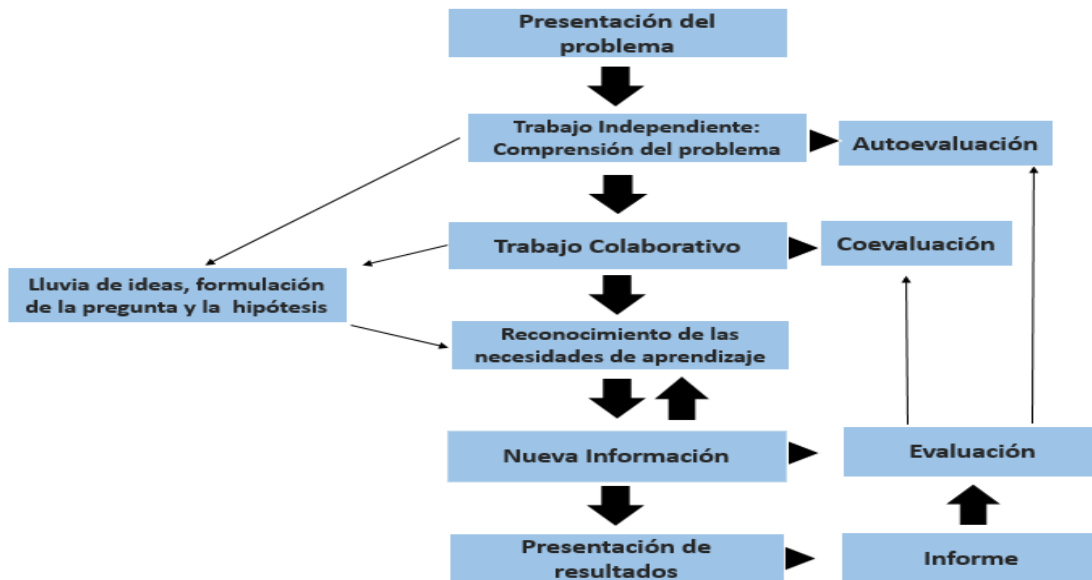 Presentación del
problema
Trabajo Independiente:
Comprensión del problema
Autoevaluación
Trabajo Colaborativo
Coevaluación
Lluvia de ideas, formulación
de la pregunta y la hipótesis
Reconocimiento de las
necesidades de aprendizaje
Nueva Información
Evaluación
Presentación de
resultados
Informe